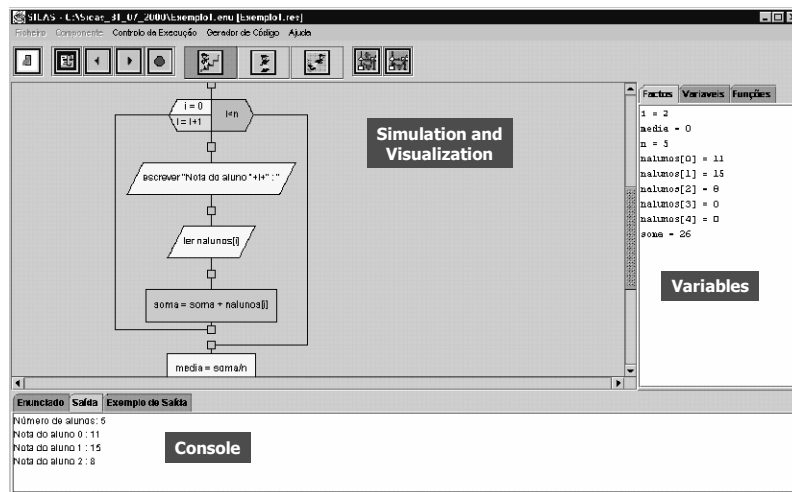 SICAS - C:\Sicas_31_07_2000\Exemplo1.enu [Exemplo1.res]
Ficheiro Componente Controlo da Execução Gerador de Código Ajuda
i = 0
i = i+1
i<n
escrever "Nota do aluno "+i+" : "
ler nalunos[i]
soma = soma + nalunos[i]
media = soma/n
Simulation and
Visualization
Factos Variaveis Funções
i = 2
media = 0
n = 5
nalunos[0] = 11
nalunos[1] = 15
nalunos[2] = 8
nalunos[3] = 0
nalunos[4] = 0
soma = 26
Variables
Enunciado Saída Exemplo de Saída
Número de alunos: 5
Nota do aluno 0 : 11
Nota do aluno 1 : 15
Nota do aluno 2 : 8
Console